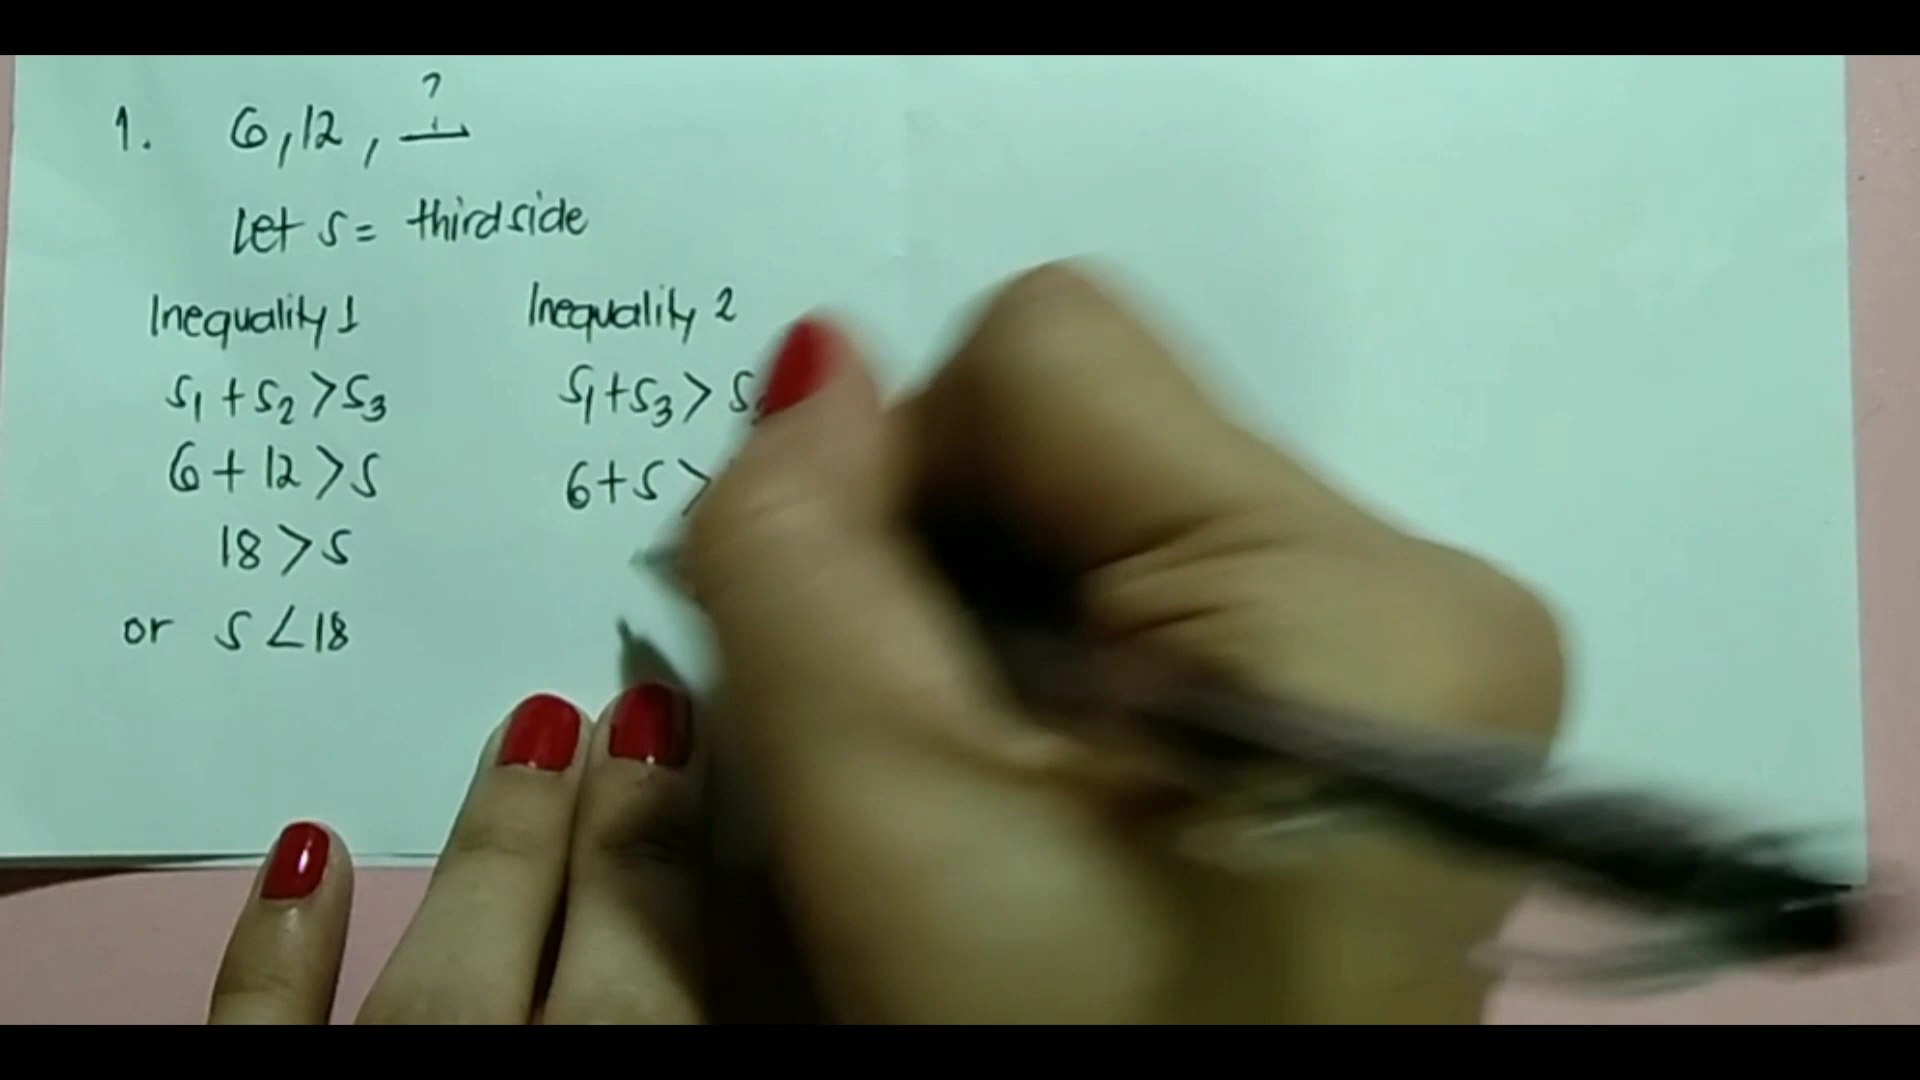 ?
1. 6, 12, __
Let s = third side
Inequality 1
s₁ + s₂ > s₃
6 + 12 > s
18 > s
or s < 18
Inequality 2
s₁ + s₃ > s
6 + s >